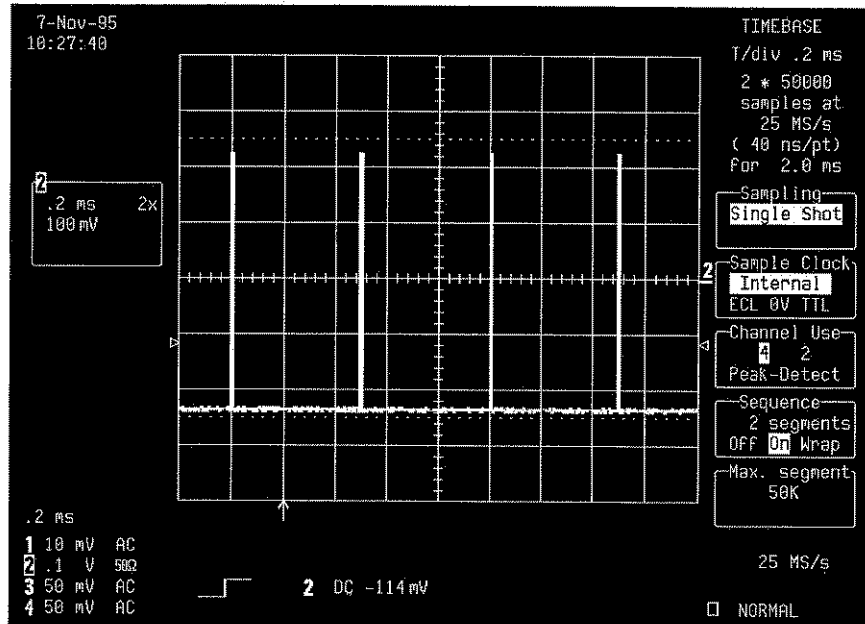 7-Nov-95
10:27:40
2
.2 ms 2x
100 mV
.2 ms
1 10 mV AC
2 .1 V 50Ω
3 50 mV AC
4 50 mV AC
2 DC -114 mV
2
TIMEBASE
T/div .2 ms
2 * 50000
samples at
25 MS/s
( 40 ns/pt)
for 2.0 ms
Sampling
Single Shot
Sample Clock
Internal
ECL 0V TTL
Channel Use
4 2
Peak-Detect
Sequence
2 segments
Off On Wrap
Max. segment
50K
25 MS/s
NORMAL